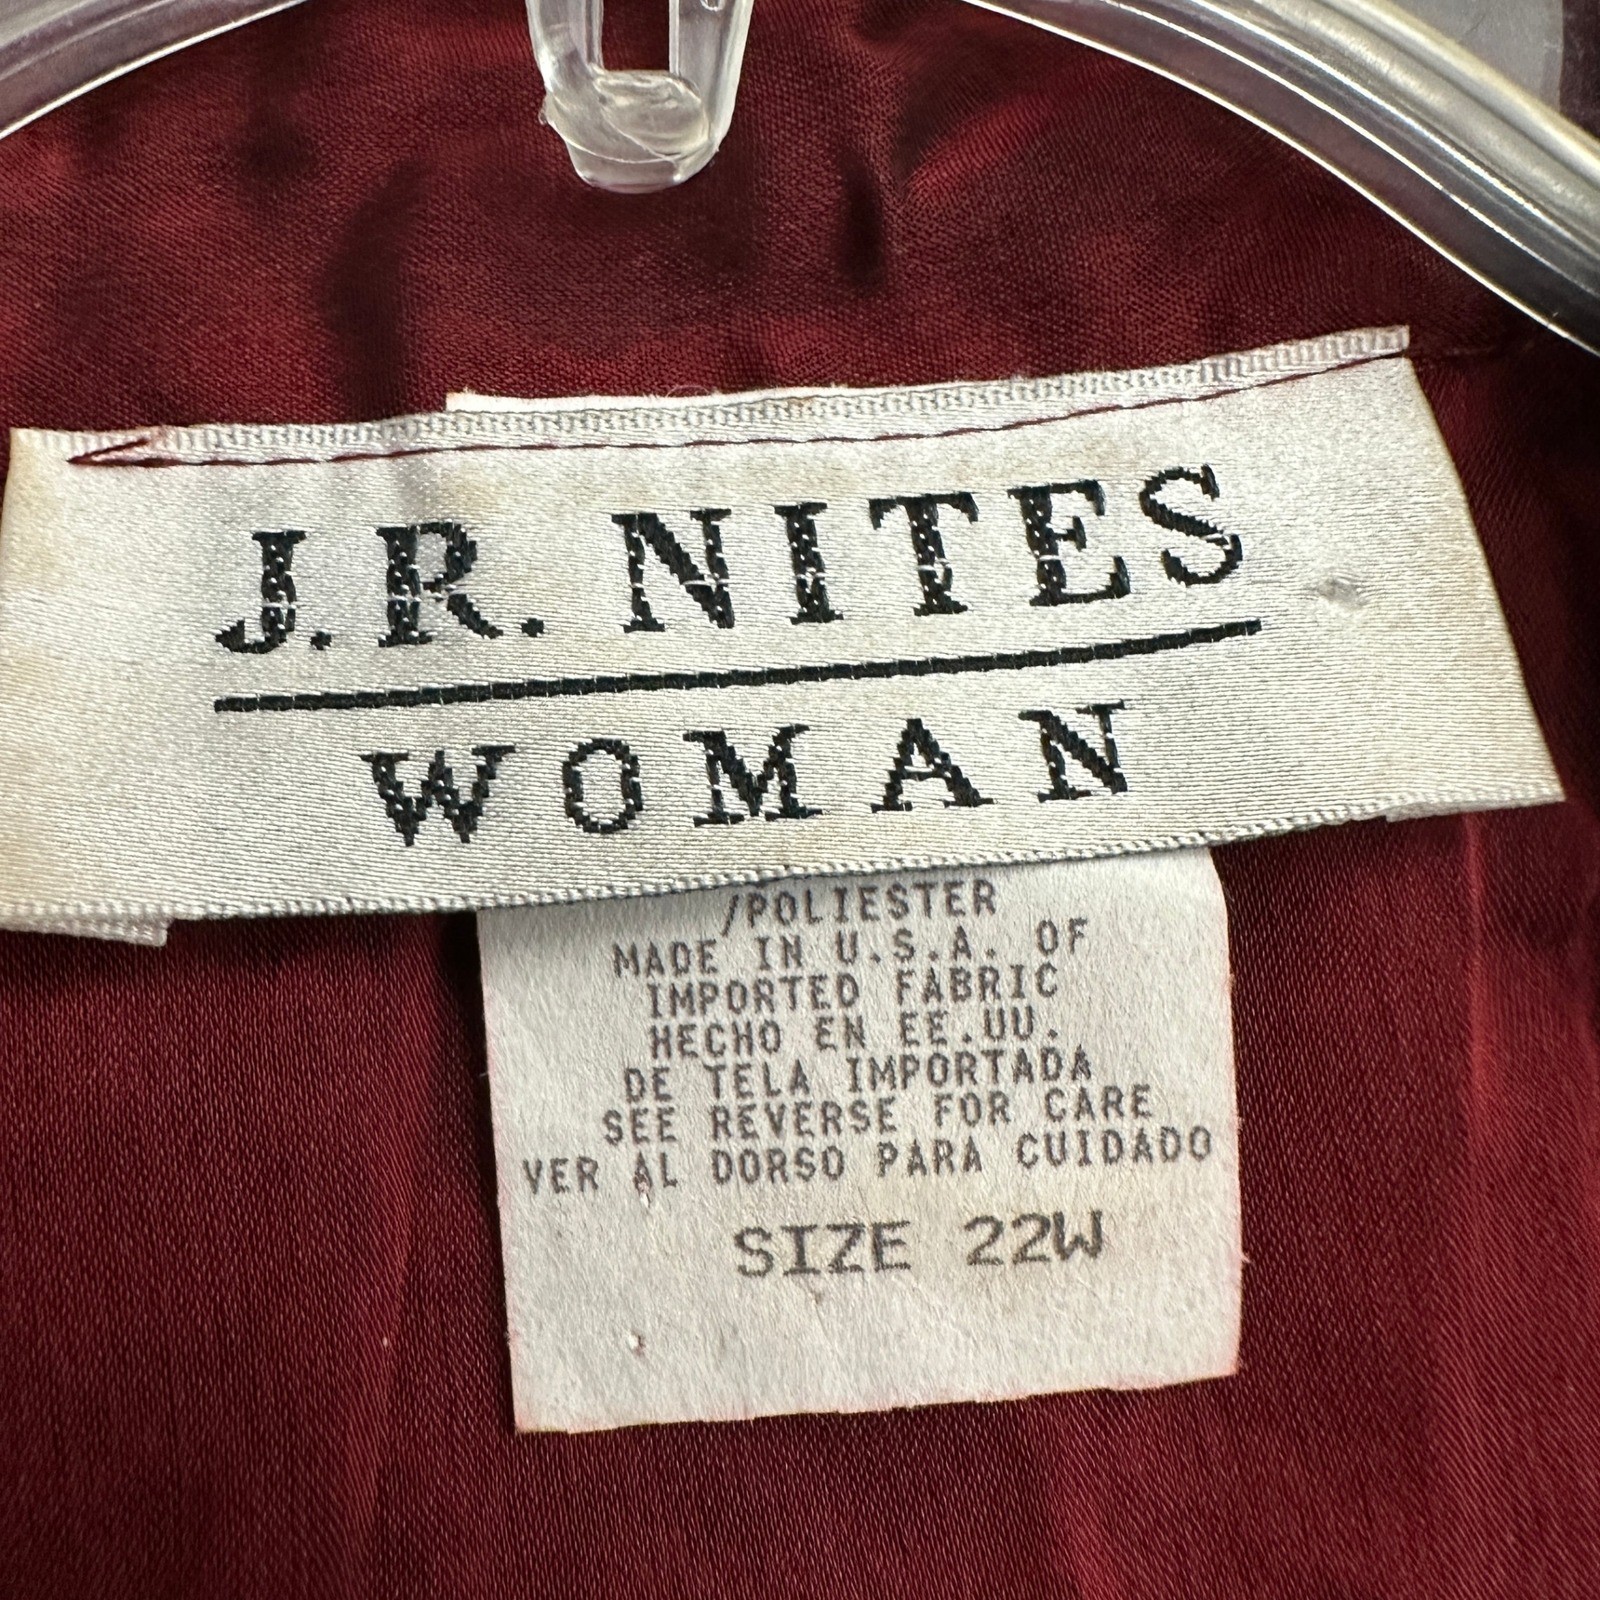 J.R. NITES
WOMAN
/POLIESTER
MADE IN U.S.A. OF
IMPORTED FABRIC
HECHO EN EE.UU.
DE TELA IMPORTADA
SEE REVERSE FOR CARE
VER AL DORSO PARA CUIDADO
SIZE 22W